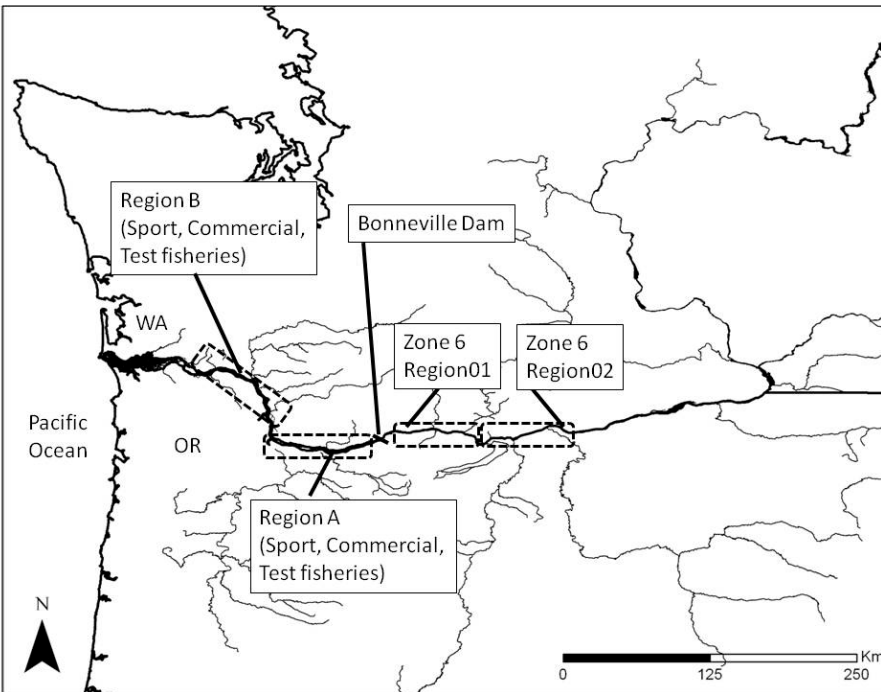 Region B
(Sport, Commercial,
Test fisheries)
Bonneville Dam
WA
Zone 6
Region01
Zone 6
Region02
Pacific
Ocean
OR
Region A
(Sport, Commercial,
Test fisheries)
N
Km
0
125
250